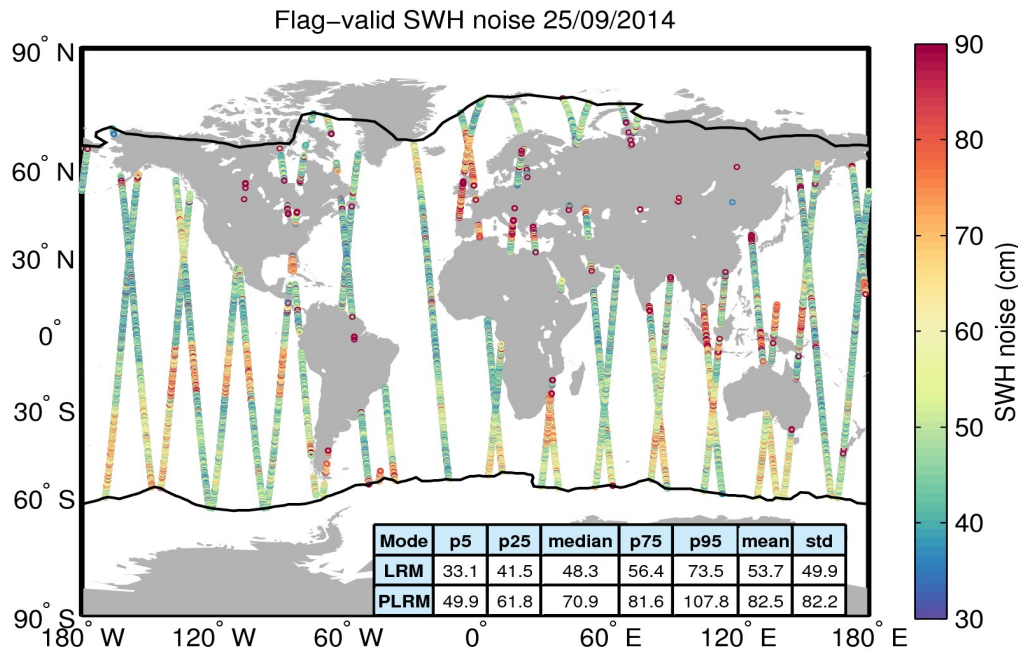 Flag−valid SWH noise 25/09/2014
90° N
60° N
30° N
0°
30° S
60° S
90° S
180° W 120° W 60° W 0° 60° E 120° E 180° E
Mode p5 p25 median p75 p95 mean std
LRM 33.1 41.5 48.3 56.4 73.5 53.7 49.9
PLRM 49.9 61.8 70.9 81.6 107.8 82.5 82.2
90
80
70
60
50
40
30
SWH noise (cm)